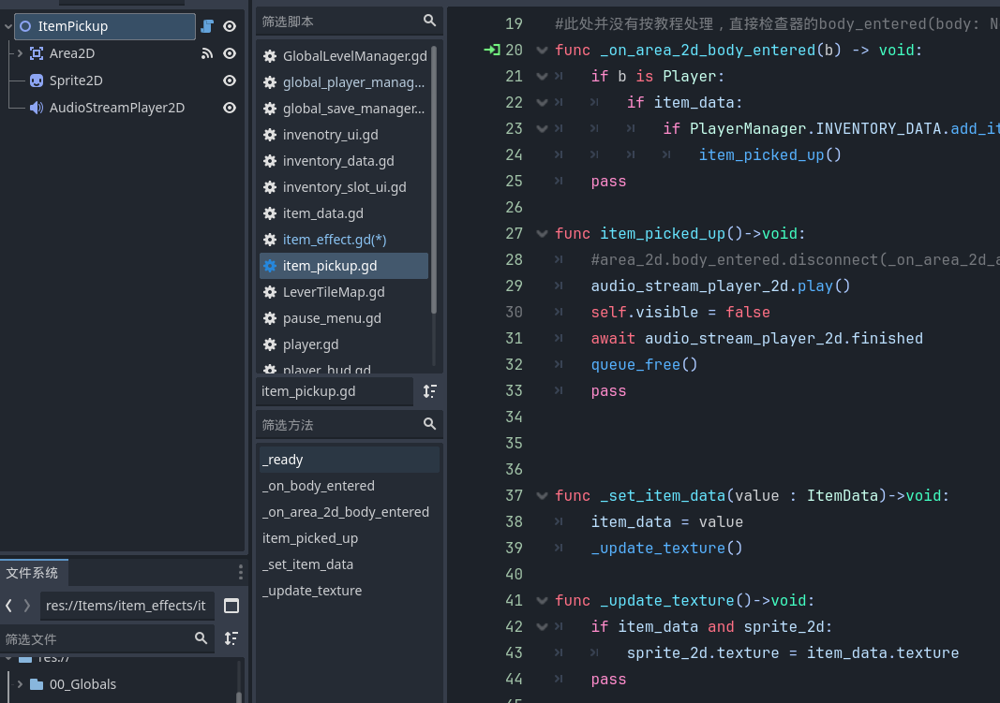 ItemPickup
Area2D
Sprite2D
AudioStreamPlayer2D
文件系统
res://Items/item_effects/it
筛选文件
res://
00_Globals
筛选脚本
GlobalLevelManager.gd
global_player_manag...
global_save_manager...
invenotry_ui.gd
inventory_data.gd
inventory_slot_ui.gd
item_data.gd
item_effect.gd(*)
item_pickup.gd
LeverTileMap.gd
pause_menu.gd
player.gd
player_hud.gd
item_pickup.gd
筛选方法
_ready
_on_body_entered
_on_area_2d_body_entered
item_picked_up
_set_item_data
_update_texture
19 #此处并没有按教程处理，直接检查器的body_entered(body: N
20 func _on_area_2d_body_entered(b) -> void:
21 if b is Player:
22 if item_data:
23 if PlayerManager.INVENTORY_DATA.add_it
24 item_picked_up()
25 pass
26
27 func item_picked_up()->void:
28 #area_2d.body_entered.disconnect(_on_area_2d_a
29 audio_stream_player_2d.play()
30 self.visible = false
31 await audio_stream_player_2d.finished
32 queue_free()
33 pass
34
35
36
37 func _set_item_data(value : ItemData)->void:
38 item_data = value
39 _update_texture()
40
41 func _update_texture()->void:
42 if item_data and sprite_2d:
43 sprite_2d.texture = item_data.texture
44 pass